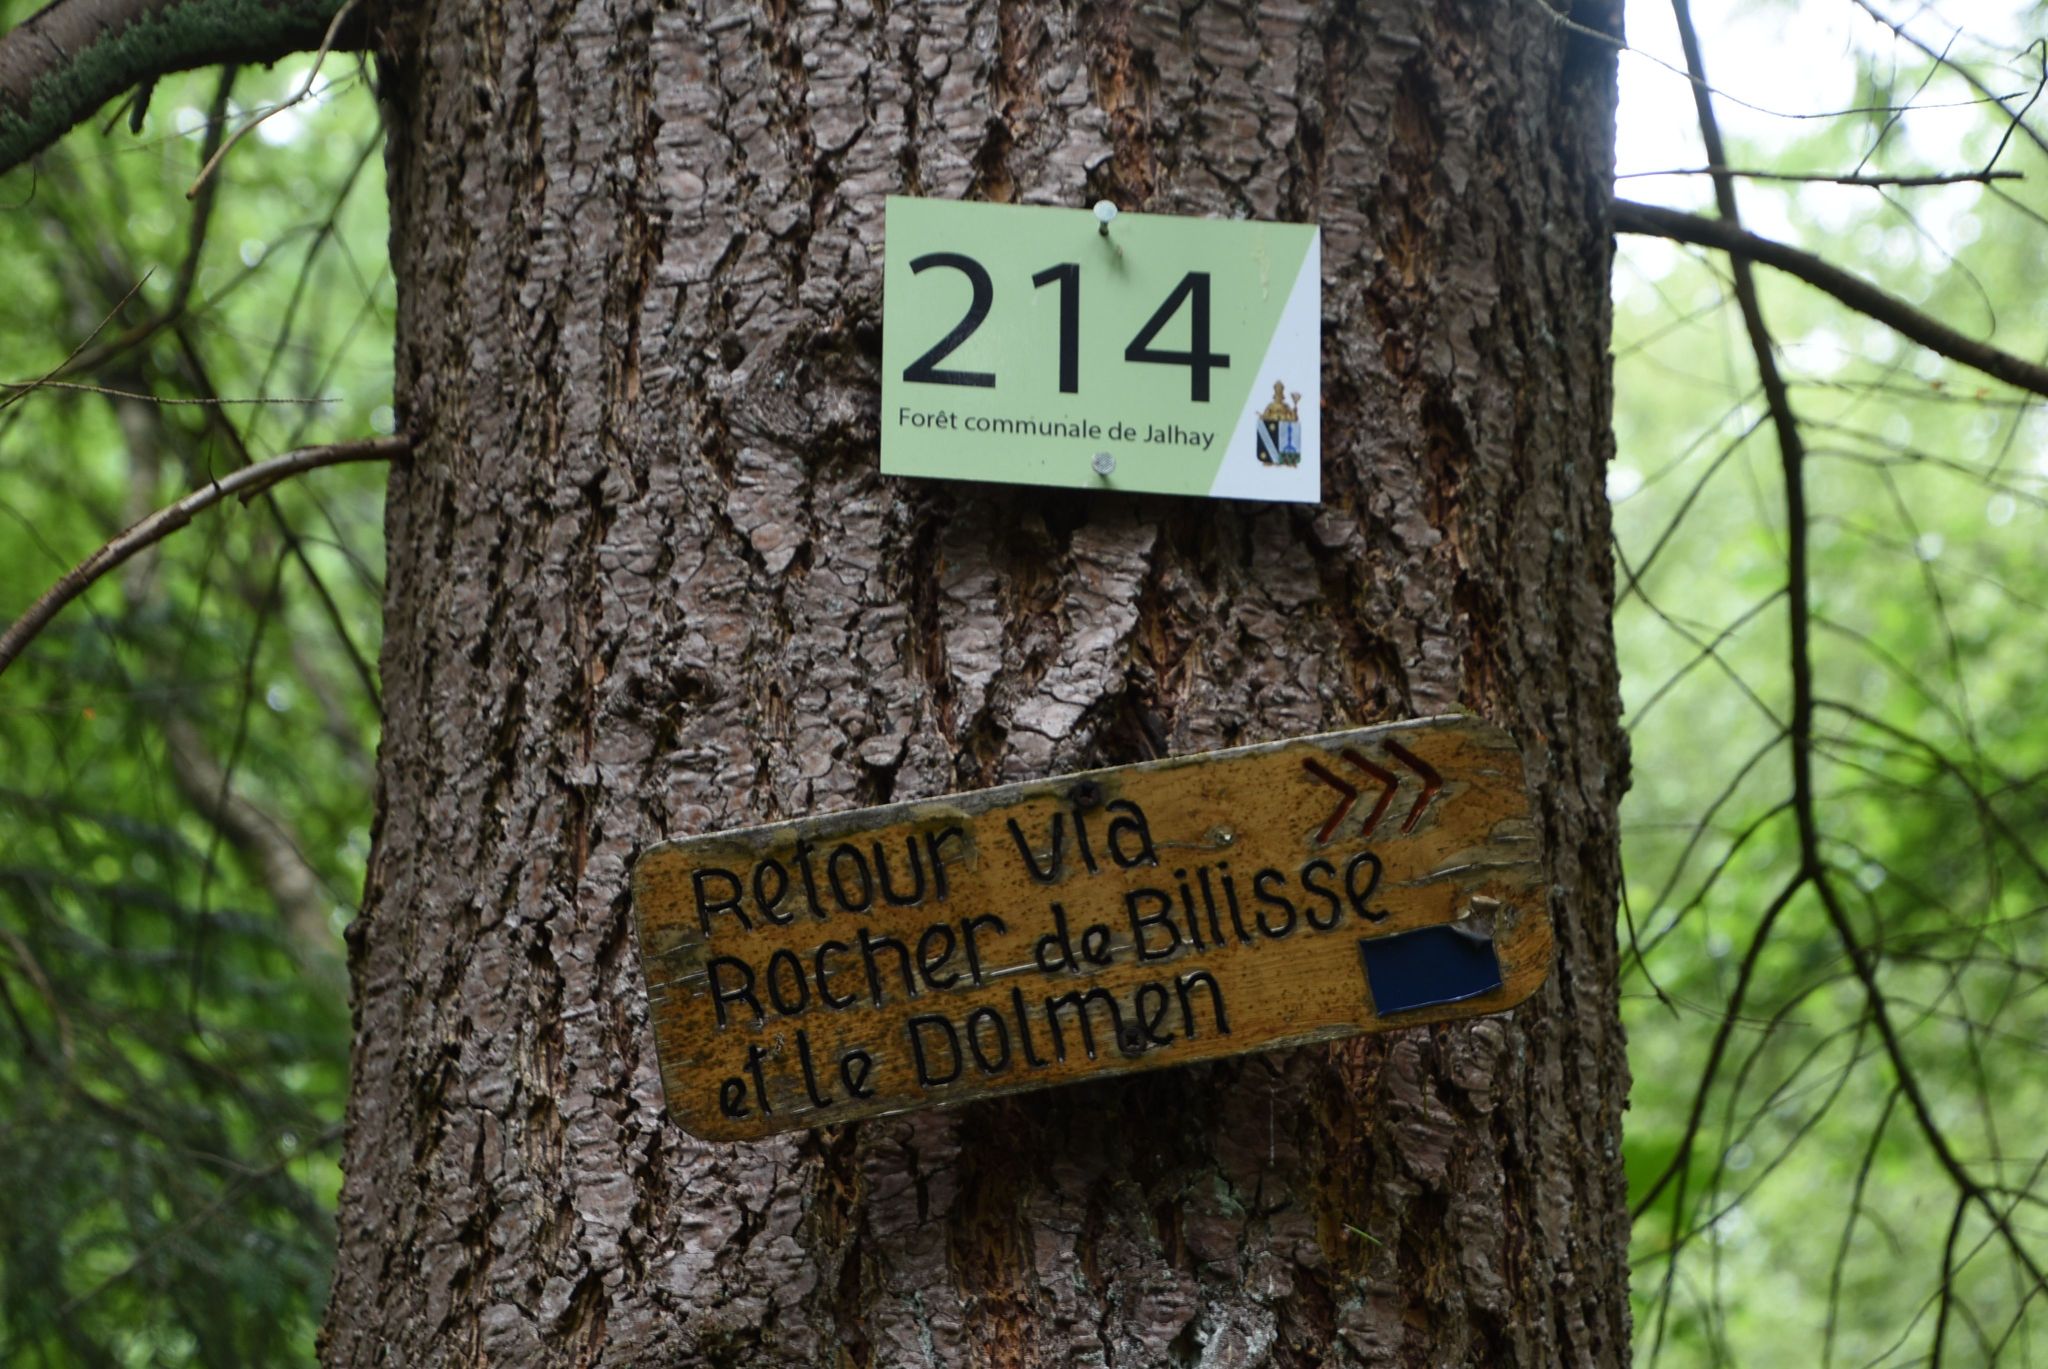 214
Forêt communale de Jalhay
Retour via
Rocher de Bilisse
et le Dolmen